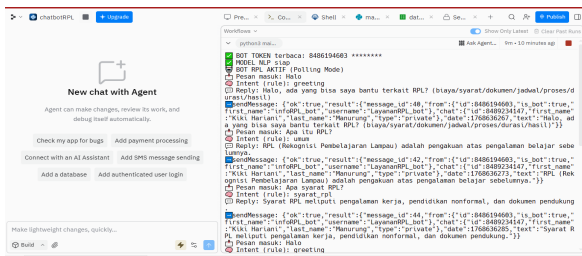 chatbotRPL
+ Upgrade
New chat with Agent
Agent can make changes, review its work, and
debug itself automatically.
Check my app for bugs
Add payment processing
Connect with an AI Assistant
Add SMS message sending
Add a database
Add authenticated user login
Make lightweight changes, quickly...
Build
Pre...
Co...
Shell
ma...
dat...
Se...
Publish
Workflows
Show Only Latest
Clear Past Runs
python3 mai...
Ask Agent...
9m • 10 minutes ago
BOT TOKEN terbaca: 8486194603 ********
MODEL NLP siap
BOT RPL AKTIF (Polling Mode)
Pesan masuk: Halo
Intent (rule): greeting
Reply: Halo, ada yang bisa saya bantu terkait RPL? (biaya/syarat/dokumen/jadwal/proses/d
urasi/hasil)
sendMessage: {"ok":true,"result":{"message_id":40,"from":{"id":8486194603,"is_bot":true,"
first_name":"infoRPL_bot","username":"LayananRPL_bot"},"chat":{"id":8489234147,"first_name"
:"Kiki Hariani","last_name":"Manurung","type":"private"},"date":1768636267,"text":"Halo, ad
a yang bisa saya bantu terkait RPL? (biaya/syarat/dokumen/jadwal/proses/durasi/hasil)"}}
Pesan masuk: Apa itu RPL?
Intent (rule): umum
Reply: RPL (Rekognisi Pembelajaran Lampau) adalah pengakuan atas pengalaman belajar sebe
lumnya.
sendMessage: {"ok":true,"result":{"message_id":42,"from":{"id":8486194603,"is_bot":true,"
first_name":"infoRPL_bot","username":"LayananRPL_bot"},"chat":{"id":8489234147,"first_name"
:"Kiki Hariani","last_name":"Manurung","type":"private"},"date":1768636273,"text":"RPL (Rek
ognisi Pembelajaran Lampau) adalah pengakuan atas pengalaman belajar sebelumnya."}}
Pesan masuk: Apa syarat RPL?
Intent (rule): syarat_rpl
Reply: Syarat RPL meliputi pengalaman kerja, pendidikan nonformal, dan dokumen pendukung
.
sendMessage: {"ok":true,"result":{"message_id":44,"from":{"id":8486194603,"is_bot":true,"
first_name":"infoRPL_bot","username":"LayananRPL_bot"},"chat":{"id":8489234147,"first_name"
:"Kiki Hariani","last_name":"Manurung","type":"private"},"date":1768636285,"text":"Syarat R
PL meliputi pengalaman kerja, pendidikan nonformal, dan dokumen pendukung."}}
Pesan masuk: Halo
Intent (rule): greeting